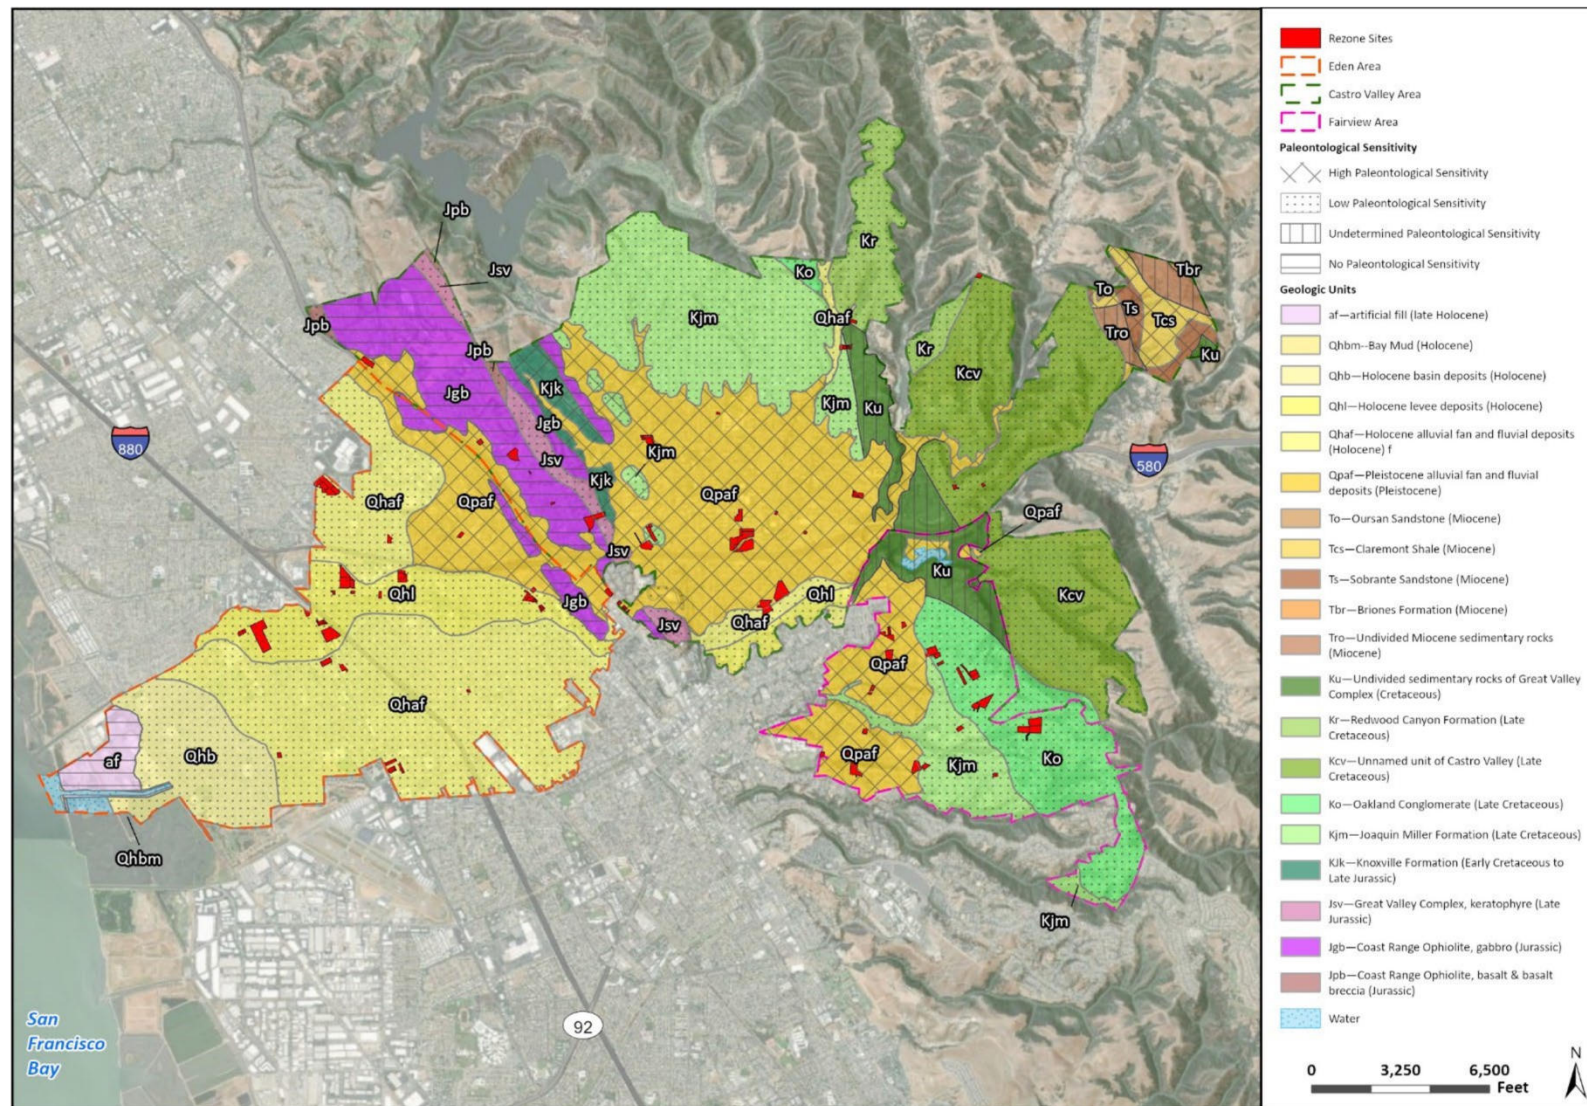 Jpb
Jsv
Kr
Ko
Tbr
To
Ts
Tcs
Jpb
Kjm
Qhaf
Tro
Jpb
Kr
Ku
Kjk
Kcv
Jgb
Kjm
Ku
880
Jgb
580
Jsv
Kjm
Kjk
Qpaf
Qhaf
Qpaf
Qpaf
Jsv
Ku
Qhl
Jgb
Qhl
Kcv
Jsv
Qhaf
Qpaf
Qhaf
Qhb
af
Qpaf
Kjm
Ko
Qhbm
Kjm
92
San
Francisco
Bay
Rezone Sites
Eden Area
Castro Valley Area
Fairview Area
Paleontological Sensitivity
High Paleontological Sensitivity
Low Paleontological Sensitivity
Undetermined Paleontological Sensitivity
No Paleontological Sensitivity
Geologic Units
af—artificial fill (late Holocene)
Qhbm--Bay Mud (Holocene)
Qhb—Holocene basin deposits (Holocene)
Qhl—Holocene levee deposits (Holocene)
Qhaf—Holocene alluvial fan and fluvial deposits
(Holocene) f
Qpaf—Pleistocene alluvial fan and fluvial
deposits (Pleistocene)
To—Oursan Sandstone (Miocene)
Tcs—Claremont Shale (Miocene)
Ts—Sobrante Sandstone (Miocene)
Tbr—Briones Formation (Miocene)
Tro—Undivided Miocene sedimentary rocks
(Miocene)
Ku—Undivided sedimentary rocks of Great Valley
Complex (Cretaceous)
Kr—Redwood Canyon Formation (Late
Cretaceous)
Kcv—Unnamed unit of Castro Valley (Late
Cretaceous)
Ko—Oakland Conglomerate (Late Cretaceous)
Kjm—Joaquin Miller Formation (Late Cretaceous)
KJk—Knoxville Formation (Early Cretaceous to
Late Jurassic)
Jsv—Great Valley Complex, keratophyre (Late
Jurassic)
Jgb—Coast Range Ophiolite, gabbro (Jurassic)
Jpb—Coast Range Ophiolite, basalt & basalt
breccia (Jurassic)
Water
0 3,250 6,500
Feet
N